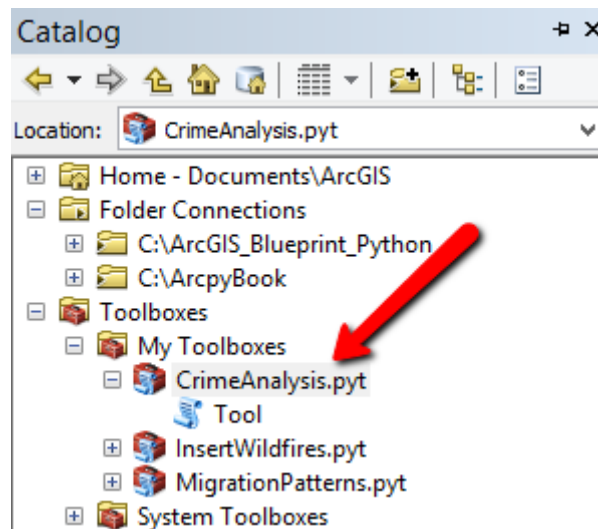 Catalog
Location: CrimeAnalysis.pyt
Home - Documents\ArcGIS
Folder Connections
C:\ArcGIS_Blueprint_Python
C:\ArcpyBook
Toolboxes
My Toolboxes
CrimeAnalysis.pyt
Tool
InsertWildfires.pyt
MigrationPatterns.pyt
System Toolboxes